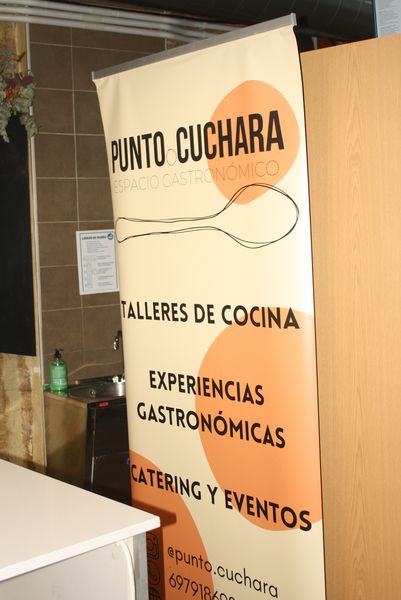 PUNTO CUCHARA
ESPACIO GASTRONÓMICO
TALLERES DE COCINA
EXPERIENCIAS
GASTRONÓMICAS
CATERING Y EVENTOS
@punto.cuchara